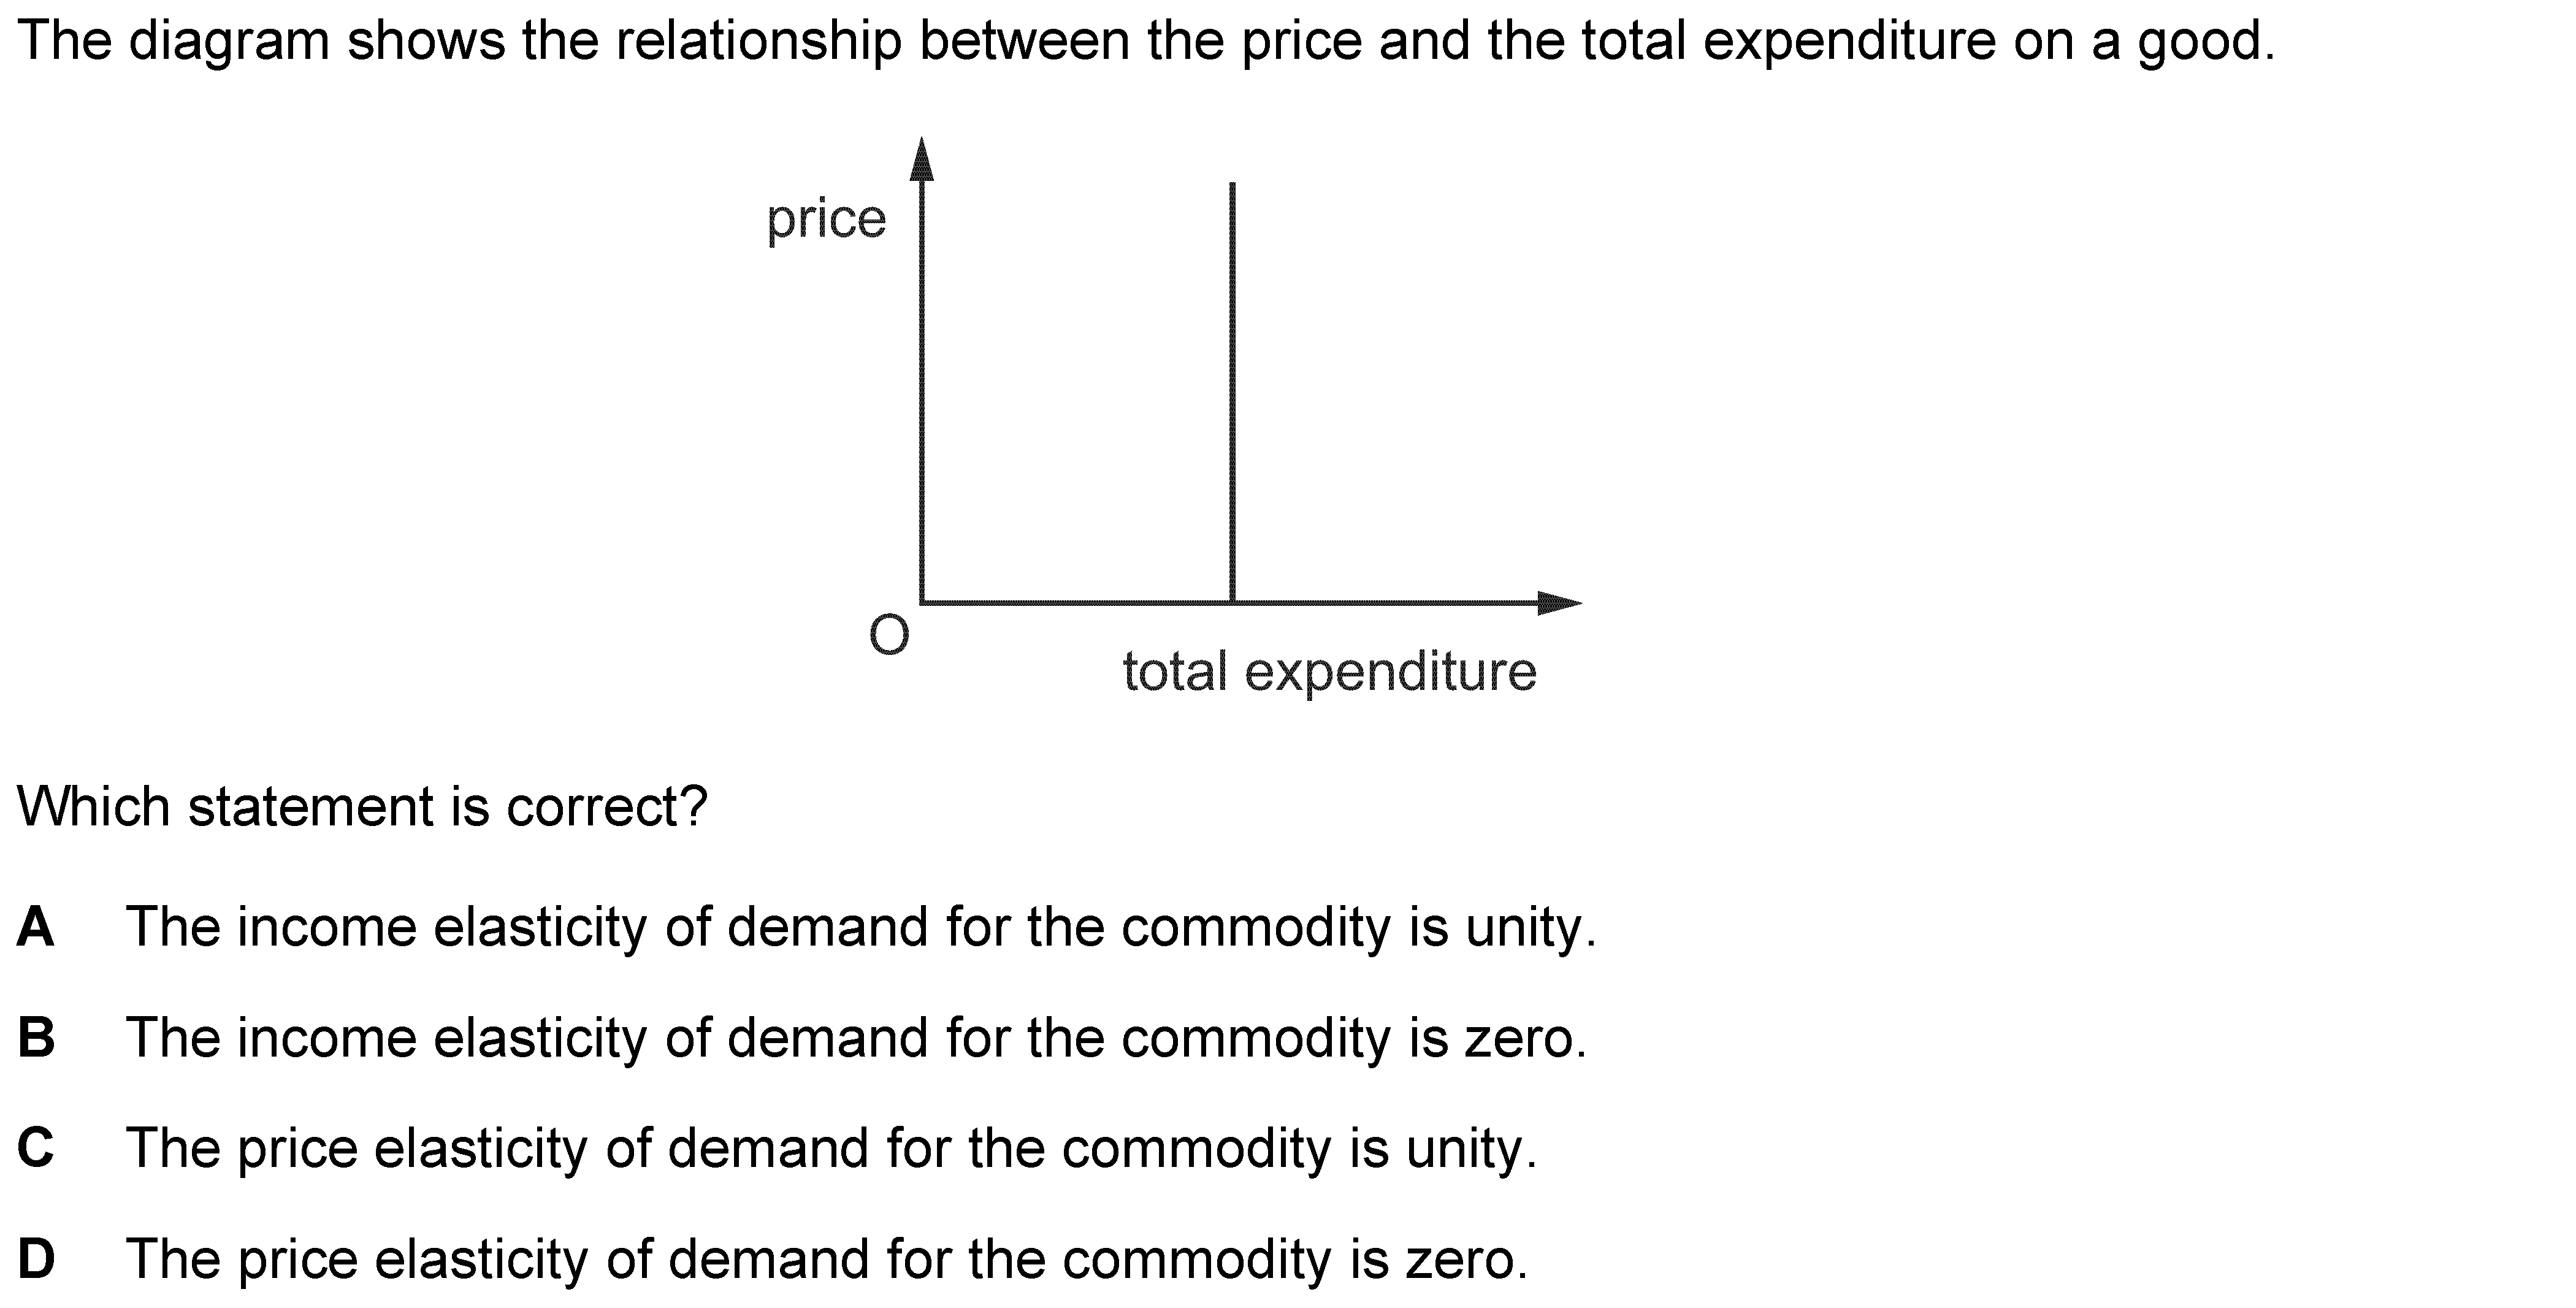 The diagram shows the relationship between the price and the total expenditure on a good.
price
O
total expenditure
Which statement is correct?
A The income elasticity of demand for the commodity is unity.
B The income elasticity of demand for the commodity is zero.
C The price elasticity of demand for the commodity is unity.
D The price elasticity of demand for the commodity is zero.